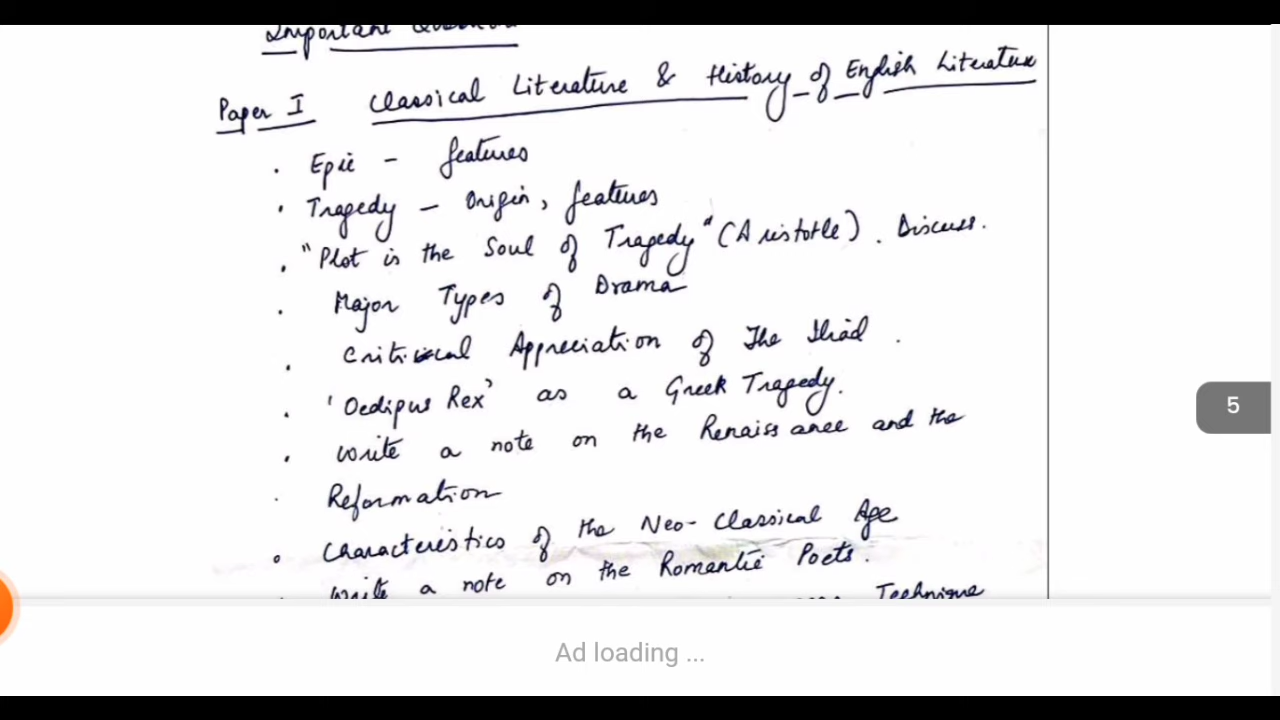 Important
Paper I Classical Literature & History of English Literature
. Epic - features
. Tragedy - Origin, features
. "Plot is the Soul of Tragedy" (Aristotle). Discuss.
. Major Types of Drama
. Critical Appreciation of The Iliad.
. 'Oedipus Rex' as a Greek Tragedy.
. Write a note on the Renaissance and the
. Reformation
. Characteristics of the Neo-Classical Age
. Write a note on the Romantic Poets.
Technique
Ad loading ...
5